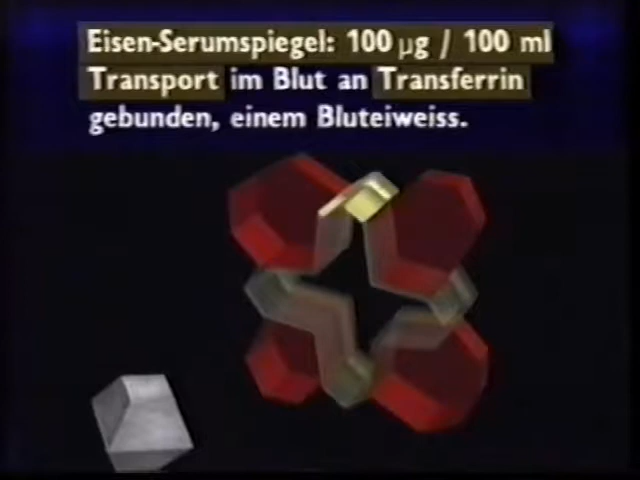 Eisen-Serumspiegel: 100 µg / 100 ml
Transport im Blut an Transferrin
gebunden, einem Bluteiweiss.